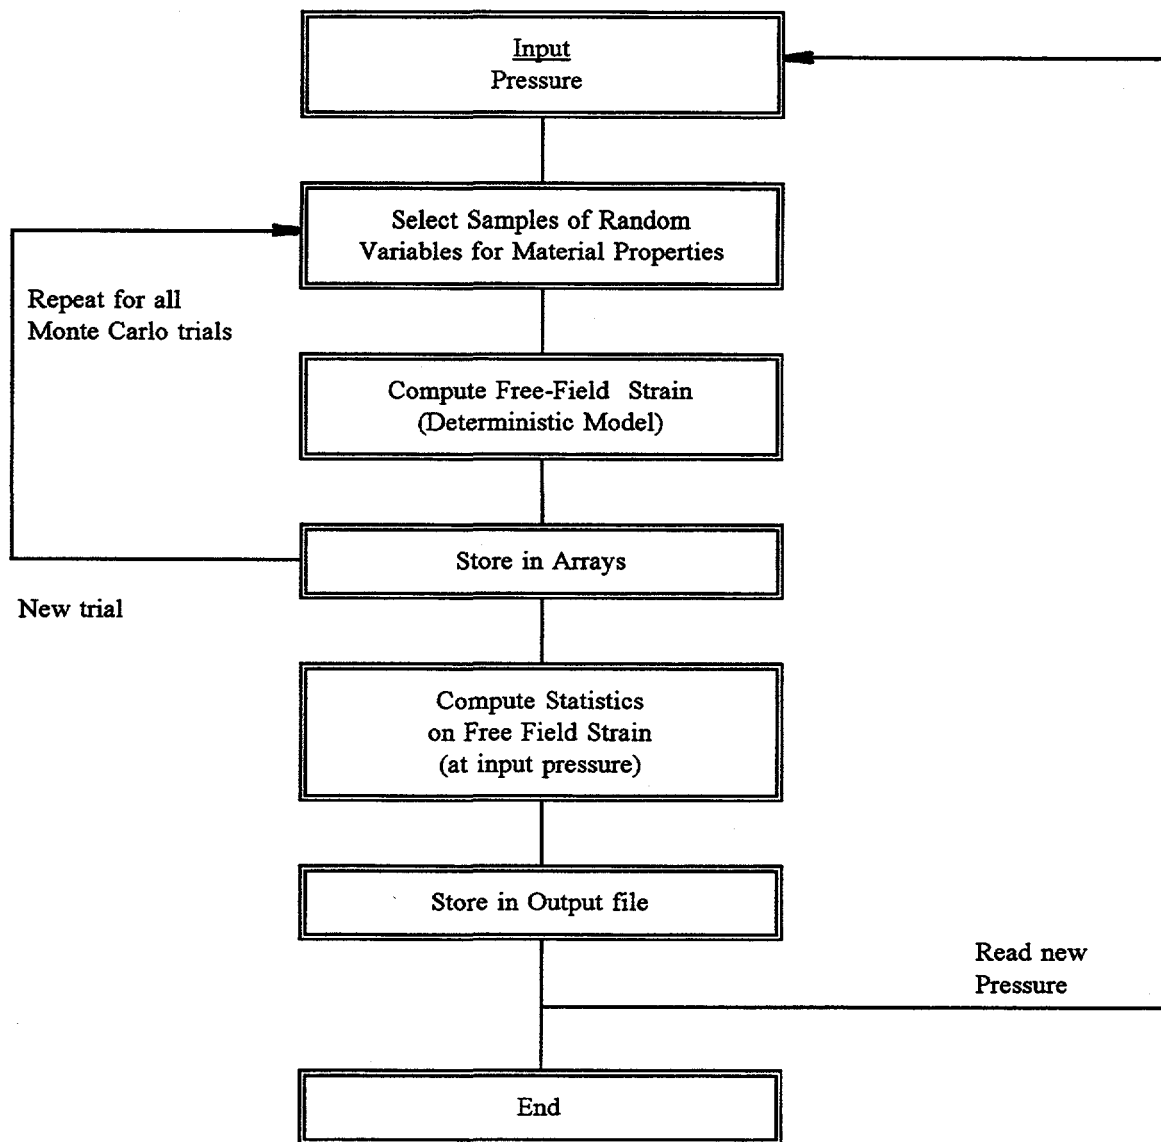 Input
Pressure
Select Samples of Random
Variables for Material Properties
Repeat for all
Monte Carlo trials
Compute Free-Field Strain
(Deterministic Model)
Store in Arrays
New trial
Compute Statistics
on Free Field Strain
(at input pressure)
Store in Output file
Read new
Pressure
End